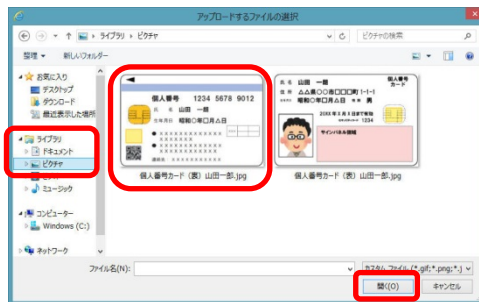 アップロードするファイルの選択
ライブラリ ▸ ピクチャ
ピクチャの検索
整理
新しいフォルダー
お気に入り
デスクトップ
ダウンロード
最近表示した場所
ライブラリ
ドキュメント
ピクチャ
ミュージック
コンピューター
Windows (C:)
ネットワーク
個人番号 1234 5678 9012
氏名 山田 一郎
生年月日 昭和〇年〇月△日
個人番号カード（裏）山田一郎.jpg
氏名 山田 一郎
個人番号カード
住所 △△県〇〇市□□町 1-1-1
昭和〇年〇月△日
男
サインパネル領域
個人番号カード（表）山田一郎.jpg
ファイル名(N):
カスタム ファイル (*.gif;*.png;*.j
開く(O)
キャンセル